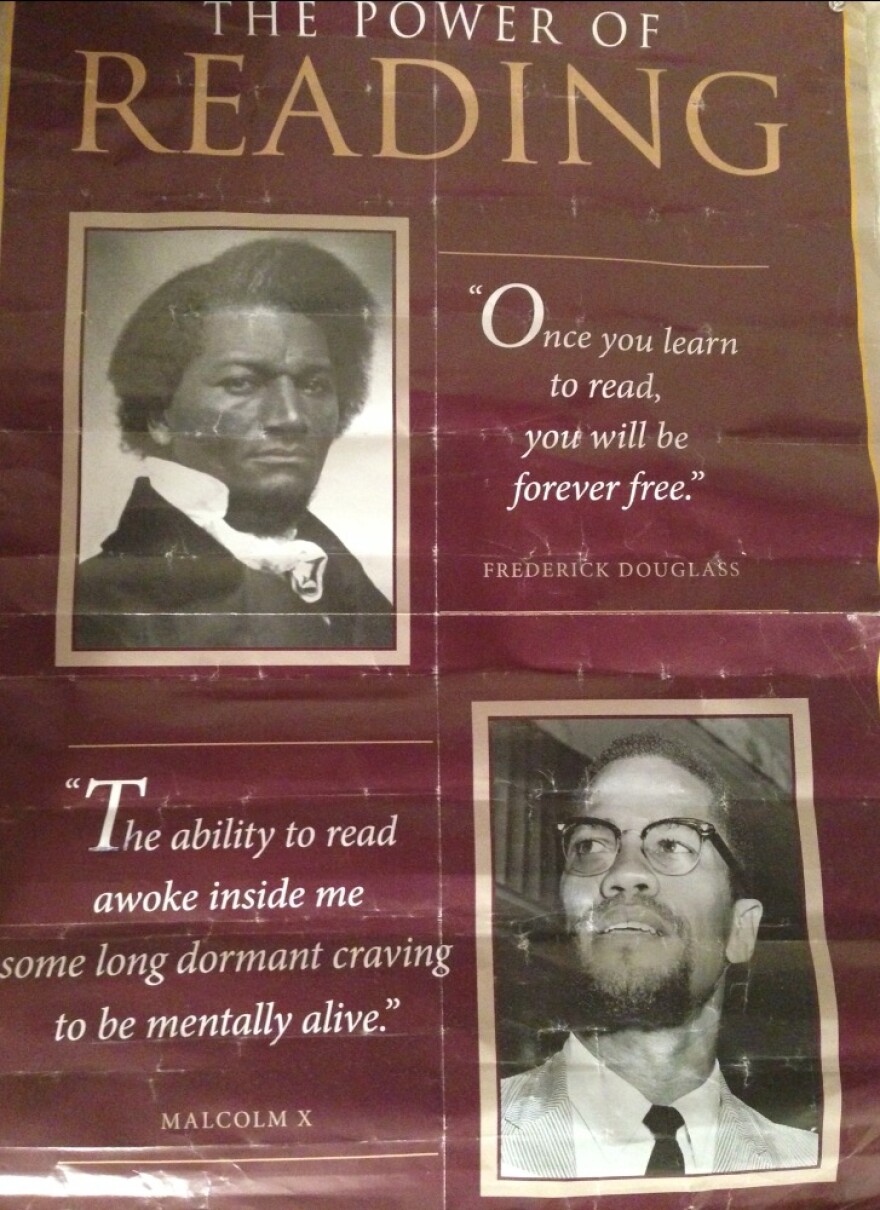 THE POWER OF
READING
“Once you learn
to read,
you will be
forever free.”
FREDERICK DOUGLASS
“The ability to read
awoke inside me
some long dormant craving
to be mentally alive.”
MALCOLM X